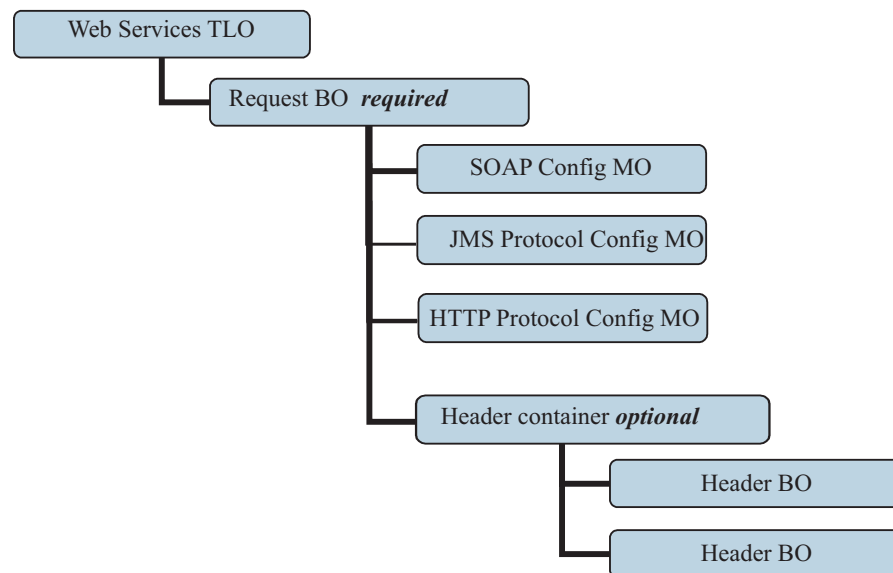 Web Services TLO
Request BO required
SOAP Config MO
JMS Protocol Config MO
HTTP Protocol Config MO
Header container optional
Header BO
Header BO